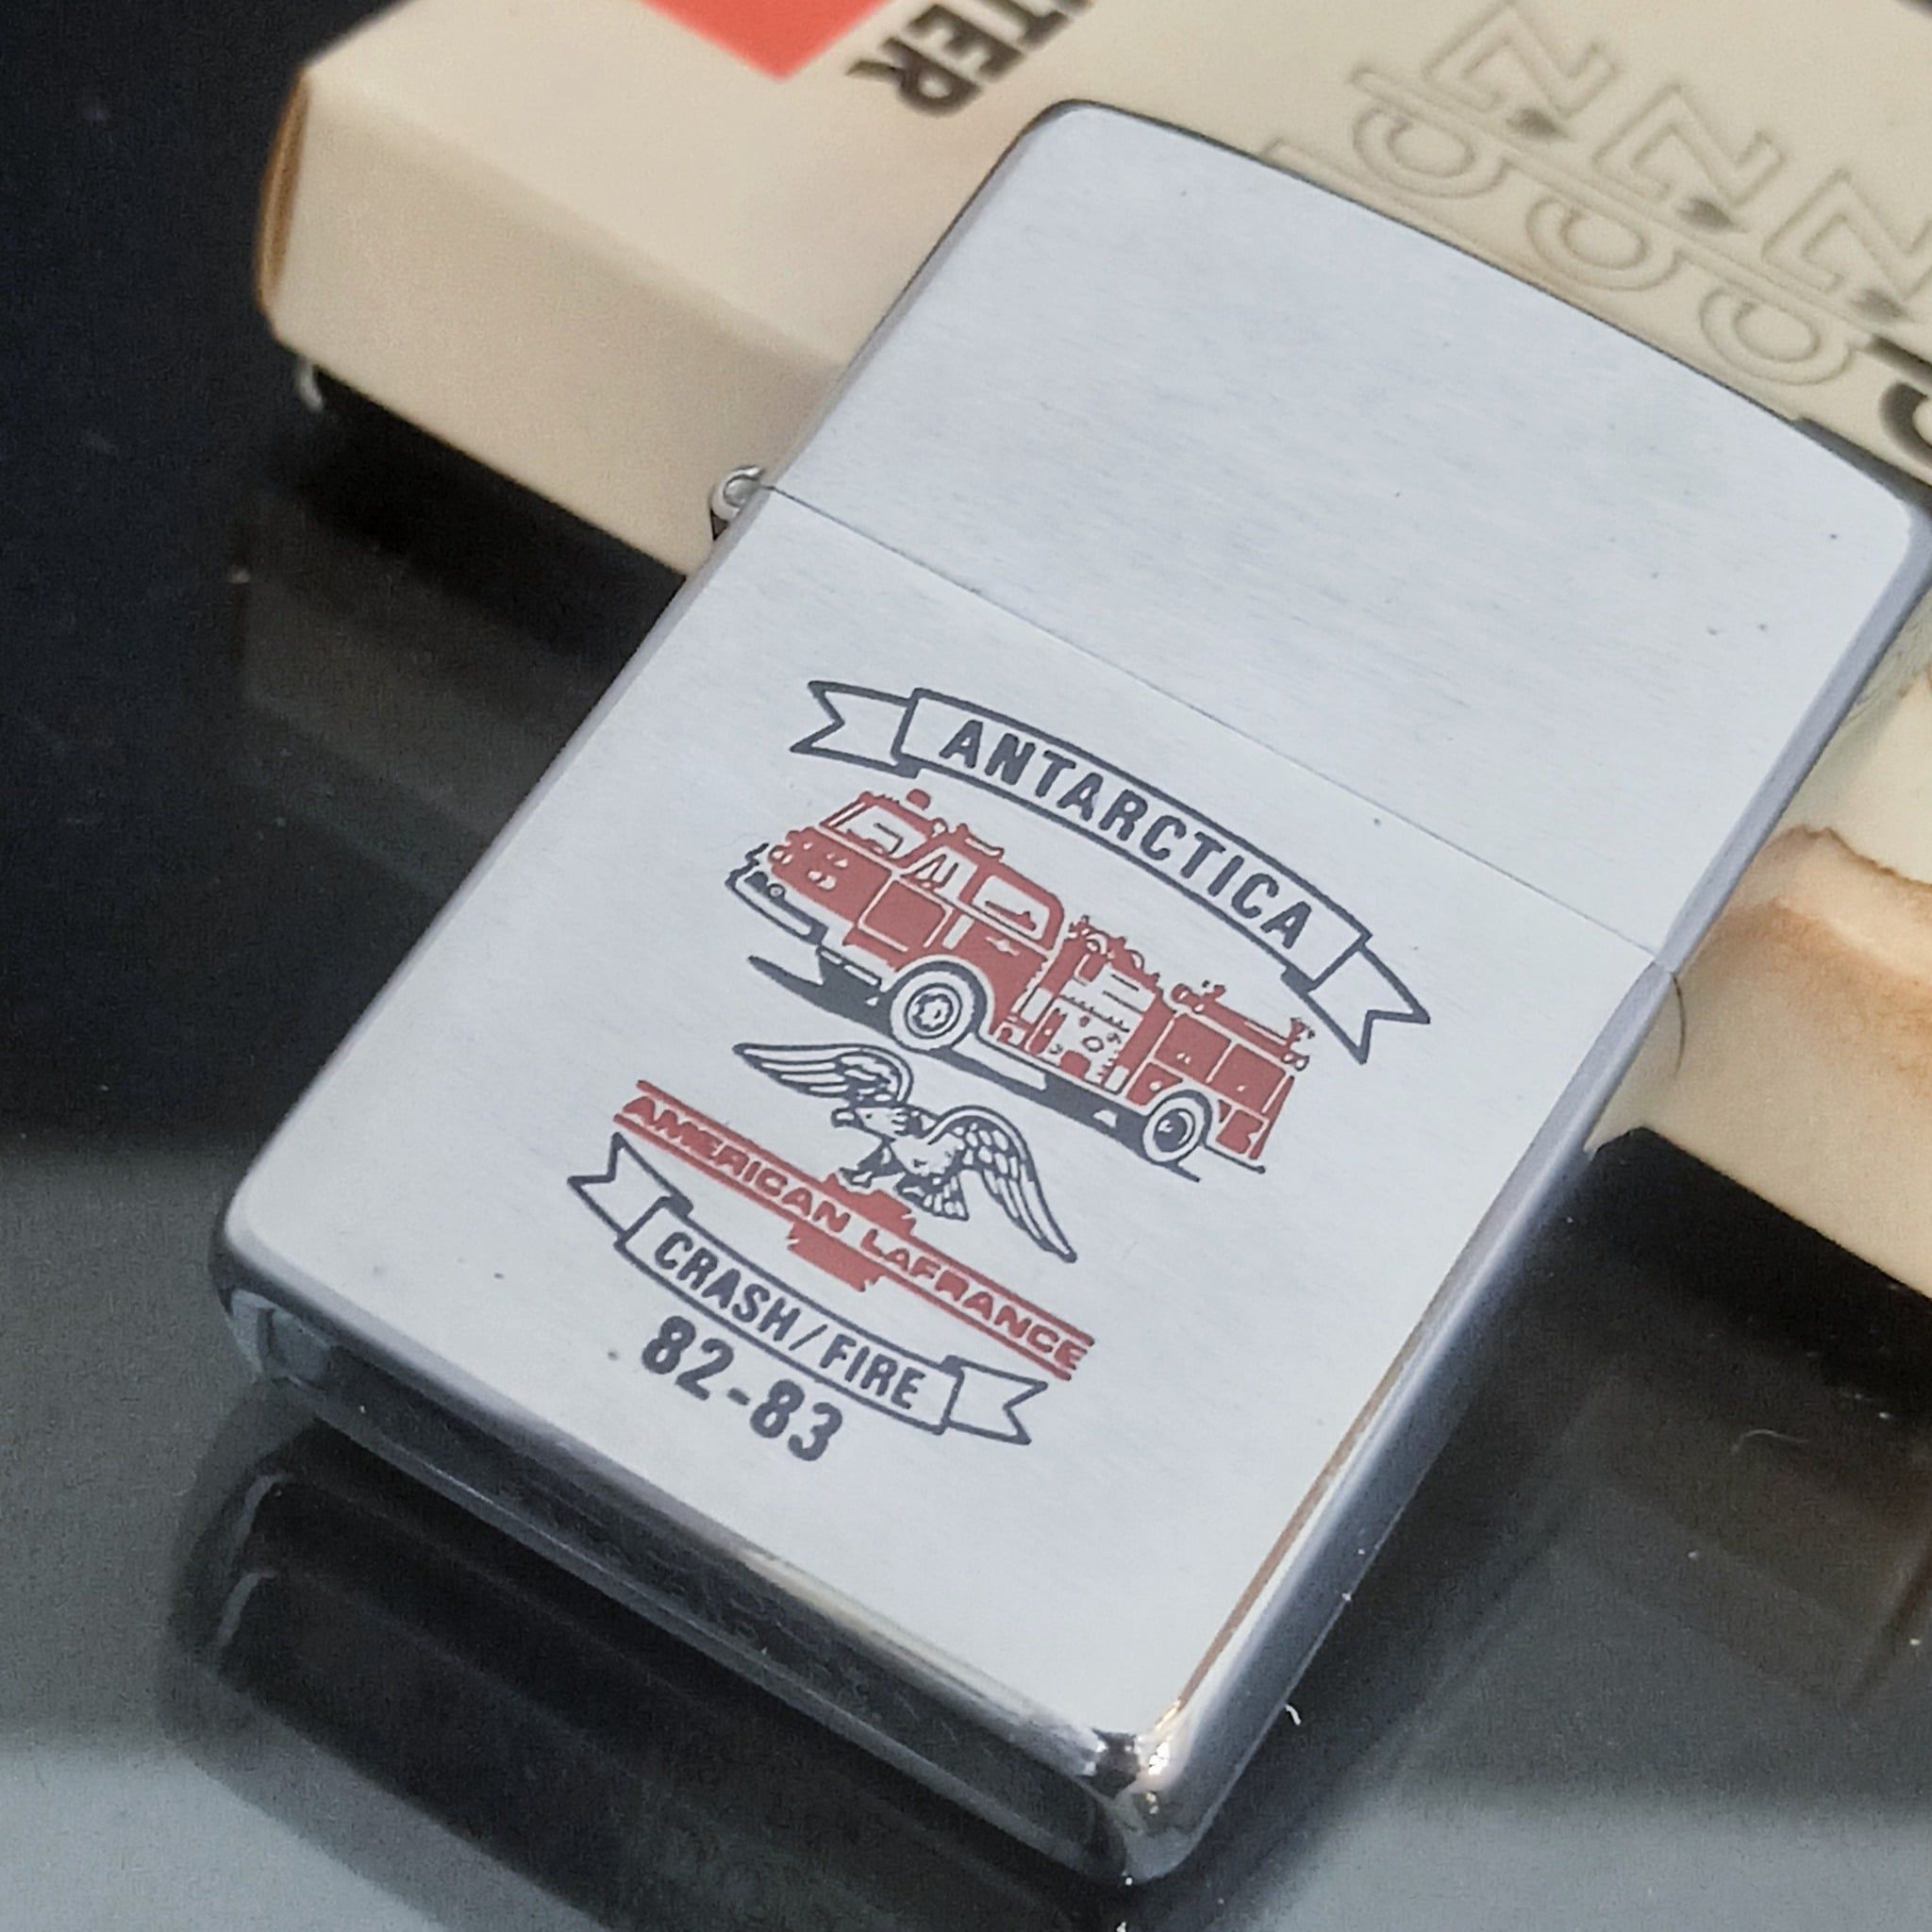 ANTARCTICA
AMERICAN LAFRANCE
CRASH/FIRE
82-83